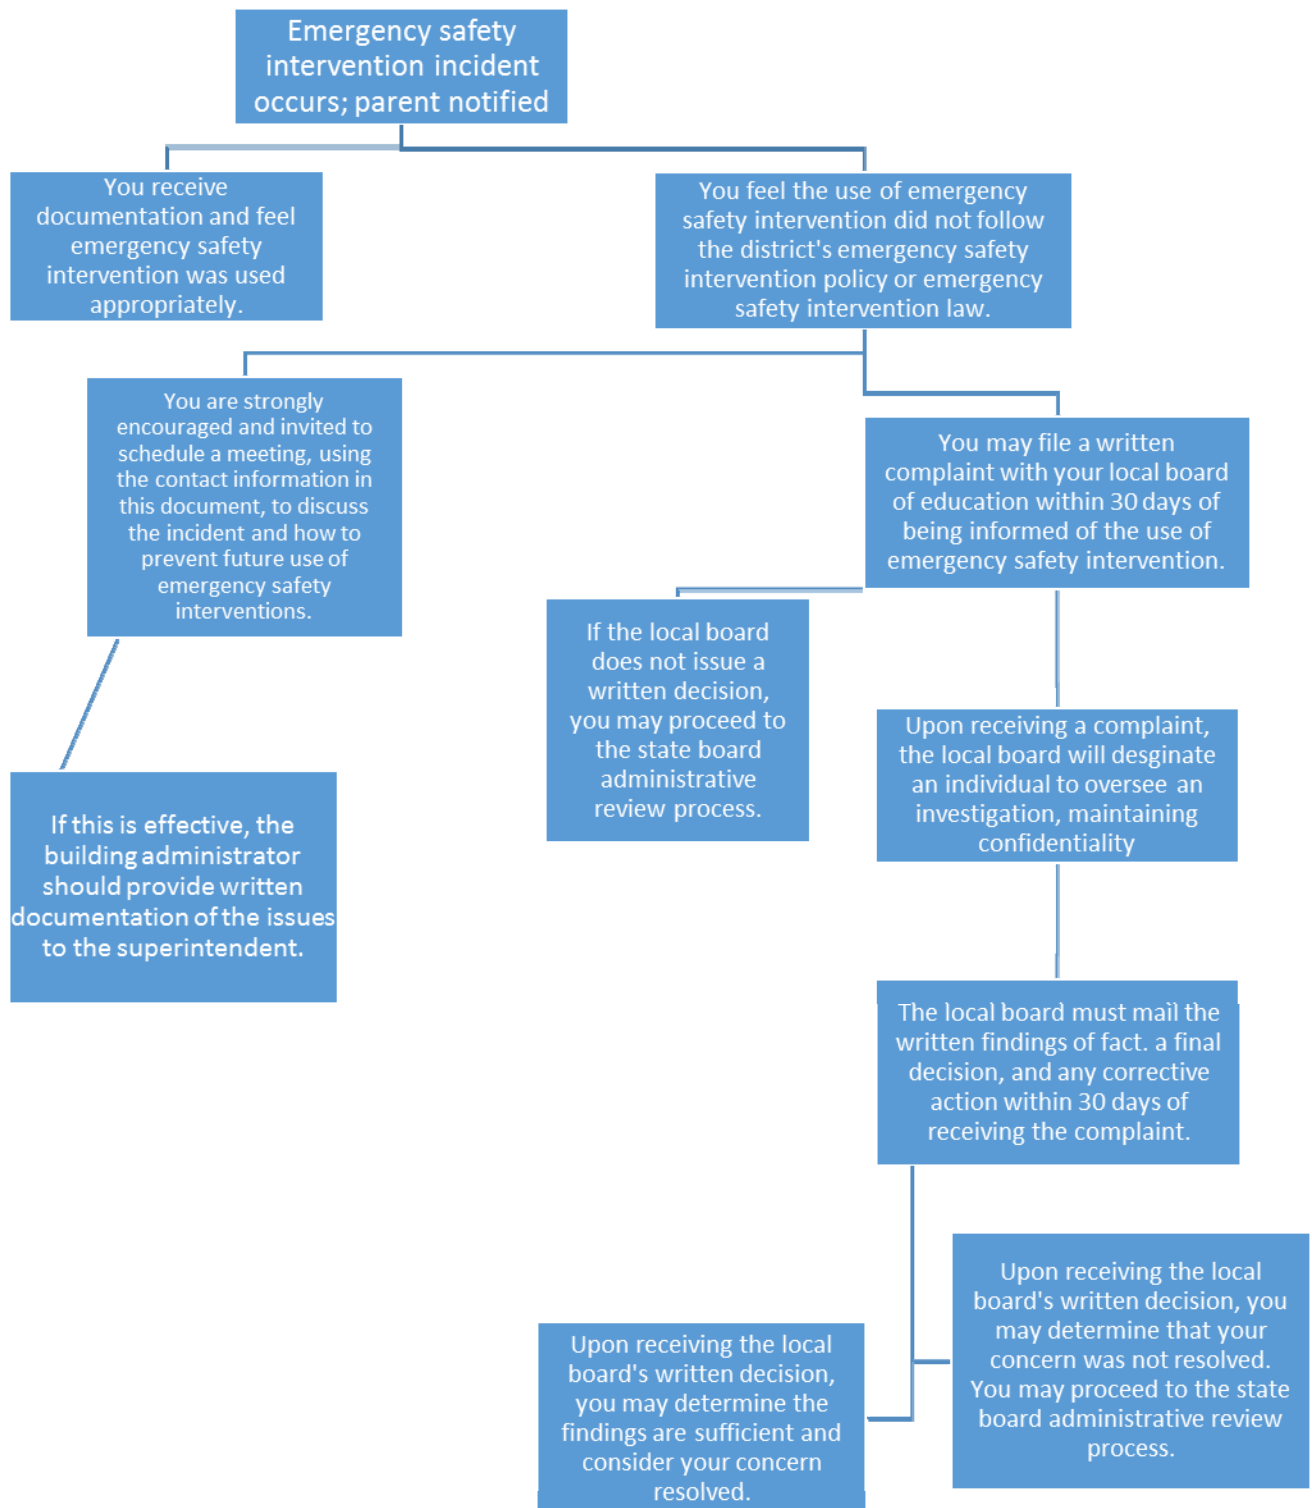 Emergency safety
intervention incident
occurs; parent notified
You receive
documentation and feel
emergency safety
intervention was used
appropriately.
You feel the use of emergency
safety intervention did not follow
the district's emergency safety
intervention policy or emergency
safety intervention law.
You are strongly
encouraged and invited to
schedule a meeting, using
the contact information in
this document, to discuss
the incident and how to
prevent future use of
emergency safety
interventions.
You may file a written
complaint with your local board
of education within 30 days of
being informed of the use of
emergency safety intervention.
If the local board
does not issue a
written decision,
you may proceed to
the state board
administrative
review process.
Upon receiving a complaint,
the local board will desginate
an individual to oversee an
investigation, maintaining
confidentiality
If this is effective, the
building administrator
should provide written
documentation of the issues
to the superintendent.
The local board must mail the
written findings of fact. a final
decision, and any corrective
action within 30 days of
receiving the complaint.
Upon receiving the local
board's written decision, you
may determine that your
concern was not resolved.
You may proceed to the state
board administrative review
process.
Upon receiving the local
board's written decision,
you may determine the
findings are sufficient and
consider your concern
resolved.